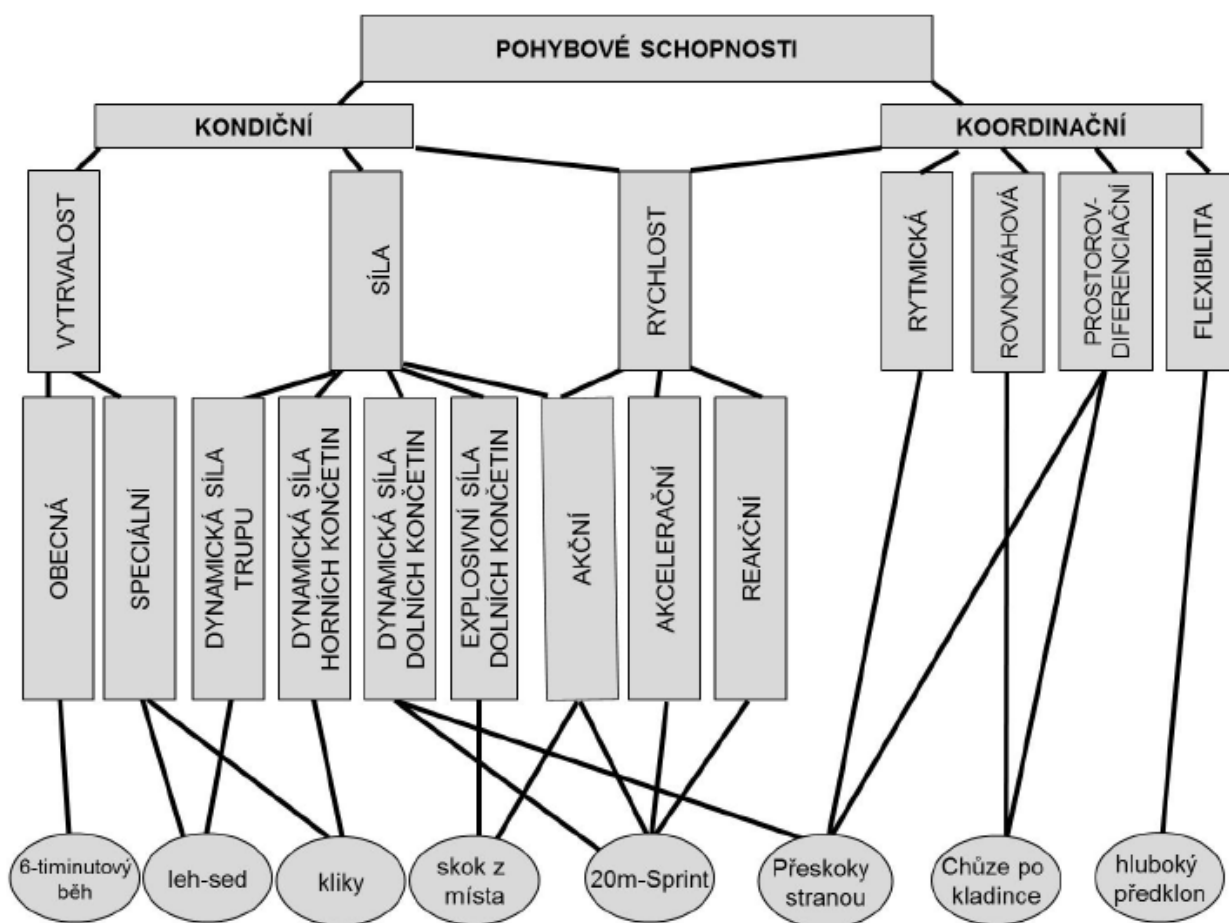 POHYBOVÉ SCHOPNOSTI
KONDIČNÍ
KOORDINAČNÍ
VYTRVALOST
SÍLA
RYCHLOST
RYTMICKÁ
ROVNOVÁHOVÁ
PROSTOROV-
DIFERENCIAČNÍ
FLEXIBILITA
OBECNÁ
SPECIÁLNÍ
DYNAMICKÁ SÍLA
TRUPU
DYNAMICKÁ SÍLA
HORNÍCH KONČETIN
DYNAMICKÁ SÍLA
DOLNÍCH KONČETIN
EXPLOSIVNÍ SÍLA
DOLNÍCH KONČETIN
AKČNÍ
AKCELERAČNÍ
REAKČNÍ
6-timinutový
běh
leh-sed
kliky
skok z
místa
20m-Sprint
Přeskoky
stranou
Chůze po
kladince
hluboký
předklon